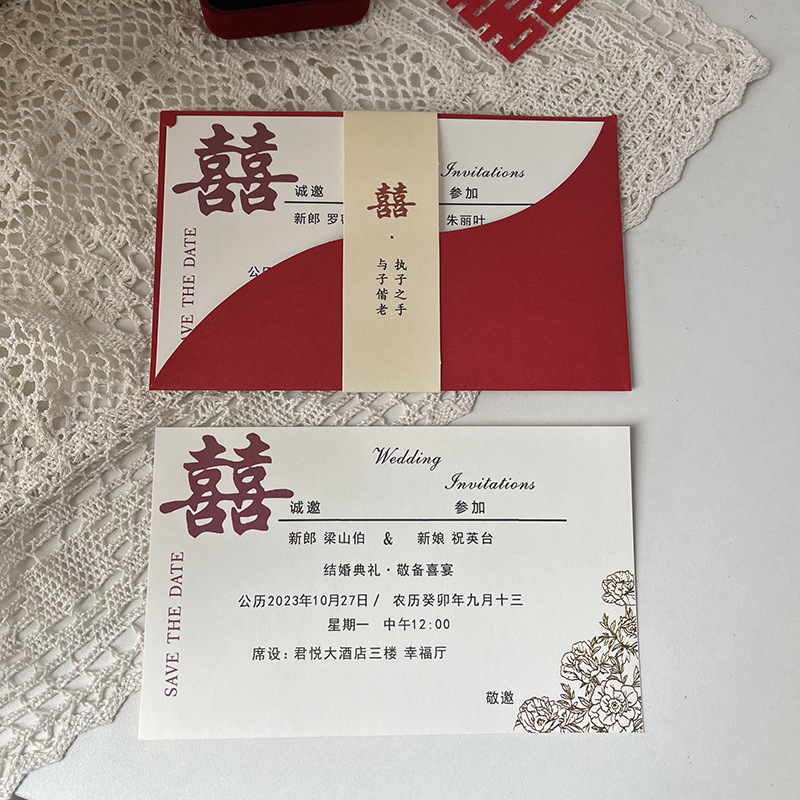 囍
Invitations
诚邀 参加
新郎 罗 朱丽叶
公
SAVE THE DATE
囍
·
执子之手
与子偕老
囍
Wedding
Invitations
诚邀 参加
新郎 梁山伯 & 新娘 祝英台
结婚典礼·敬备喜宴
公历2023年10月27日 / 农历癸卯年九月十三
星期一 中午12:00
席设:君悦大酒店三楼 幸福厅
敬邀
SAVE THE DATE